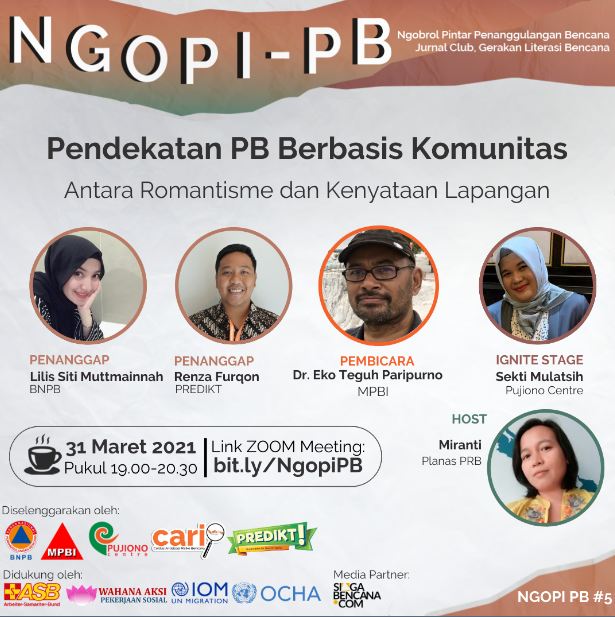 NGOPI-PB
Ngobrol Pintar Penanggulangan Bencana
Jurnal Club, Gerakan Literasi Bencana
Pendekatan PB Berbasis Komunitas
Antara Romantisme dan Kenyataan Lapangan
PENANGGAP
Lilis Siti Muttmainnah
BNPB
PENANGGAP
Renza Furqon
PREDIKT
PEMBICARA
Dr. Eko Teguh Paripurno
MPBI
IGNITE STAGE
Sekti Mulatsih
Pujiono Centre
HOST
Miranti
Planas PRB
31 Maret 2021
Pukul 19.00-20.30
Link ZOOM Meeting:
bit.ly/NgopiPB
Diselenggarakan oleh:
BNPB
MPBI
PUJIONO
centre
cari
PREDIKT!
Didukung oleh:
ASB
Arbeiter-Samariter-Bund
WAHANA AKSI
PEKERJAAN SOSIAL
IOM
UN MIGRATION
OCHA
Media Partner:
SIAGA
BENCANA
.COM
NGOPI PB #5